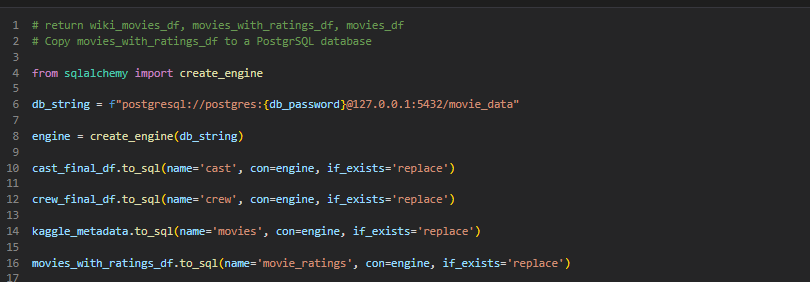 1 # return wiki_movies_df, movies_with_ratings_df, movies_df
2 # Copy movies_with_ratings_df to a PostgrSQL database
3
4 from sqlalchemy import create_engine
5
6 db_string = f"postgresql://postgres:{db_password}@127.0.0.1:5432/movie_data"
7
8 engine = create_engine(db_string)
9
10 cast_final_df.to_sql(name='cast', con=engine, if_exists='replace')
11
12 crew_final_df.to_sql(name='crew', con=engine, if_exists='replace')
13
14 kaggle_metadata.to_sql(name='movies', con=engine, if_exists='replace')
15
16 movies_with_ratings_df.to_sql(name='movie_ratings', con=engine, if_exists='replace')
17